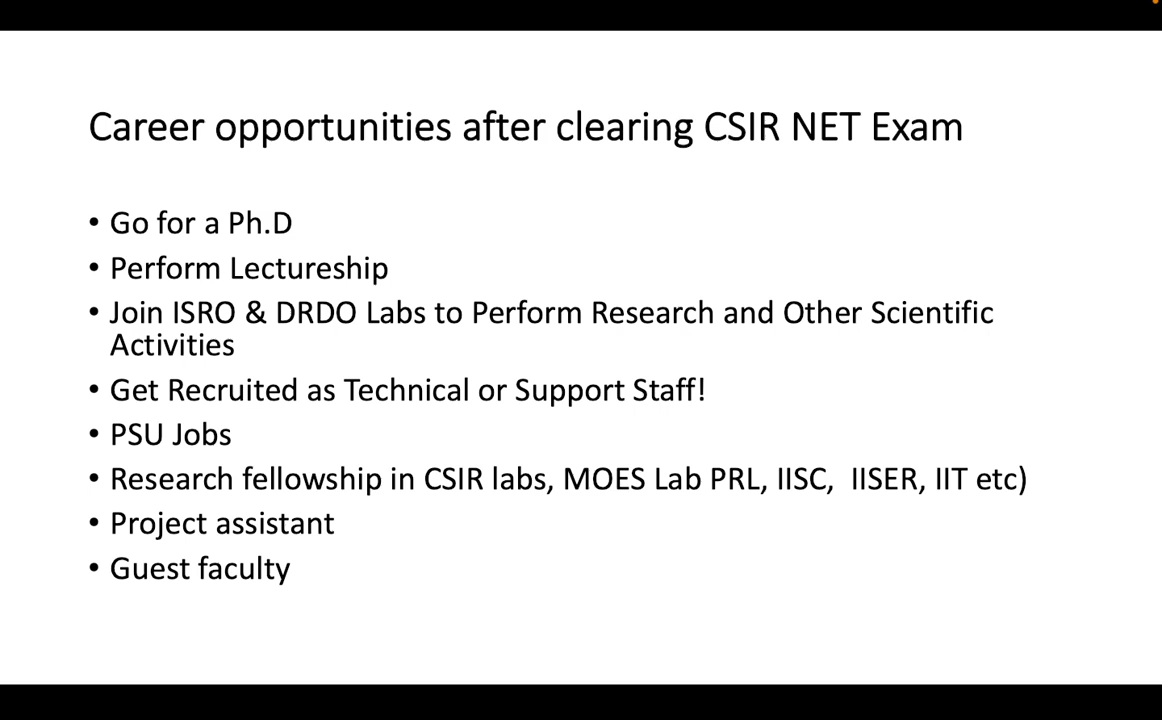 Career opportunities after clearing CSIR NET Exam
• Go for a Ph.D
• Perform Lectureship
• Join ISRO & DRDO Labs to Perform Research and Other Scientific
Activities
• Get Recruited as Technical or Support Staff!
• PSU Jobs
• Research fellowship in CSIR labs, MOES Lab PRL, IISC,  IISER, IIT etc)
• Project assistant
• Guest faculty